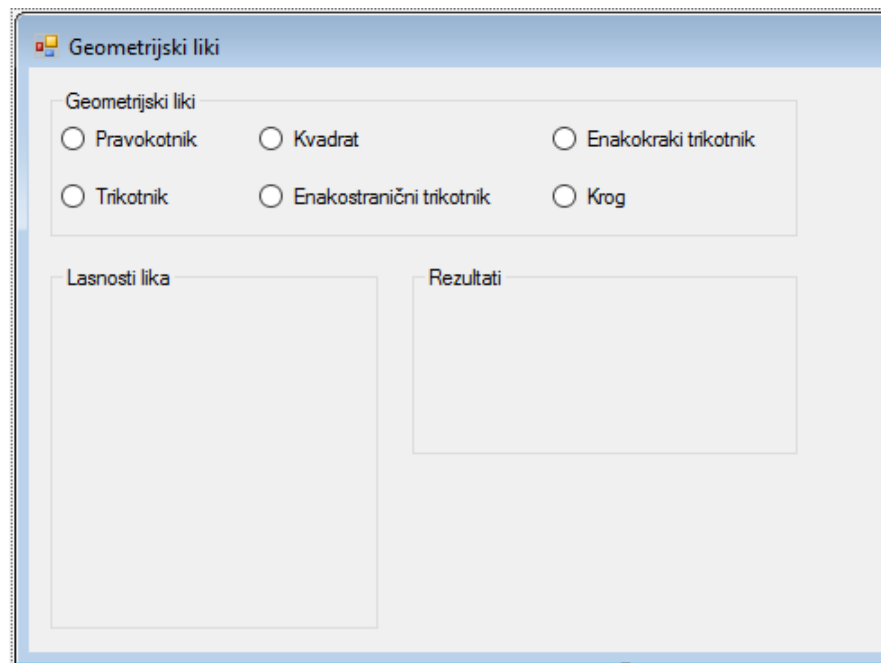 Geometrijski liki
Geometrijski liki
Pravokotnik Kvadrat Enakokraki trikotnik
Trikotnik Enakostranični trikotnik Krog
Lasnosti lika Rezultati